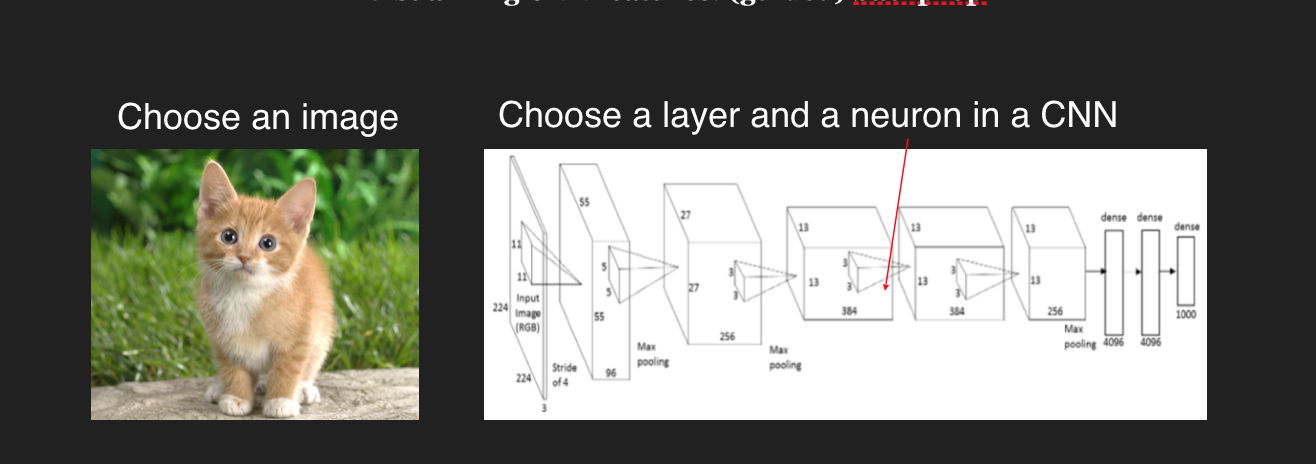 Choose an image
Choose a layer and a neuron in a CNN
55
27
13
13
13
dense
dense
dense
11
5
3
3
3
11
5
3
3
3
27
13
13
13
Input
Image
(RGB)
224
55
384
384
256
1000
256
Max
pooling
4096
4096
Max
pooling
Max
pooling
Stride
of 4
96
224
3